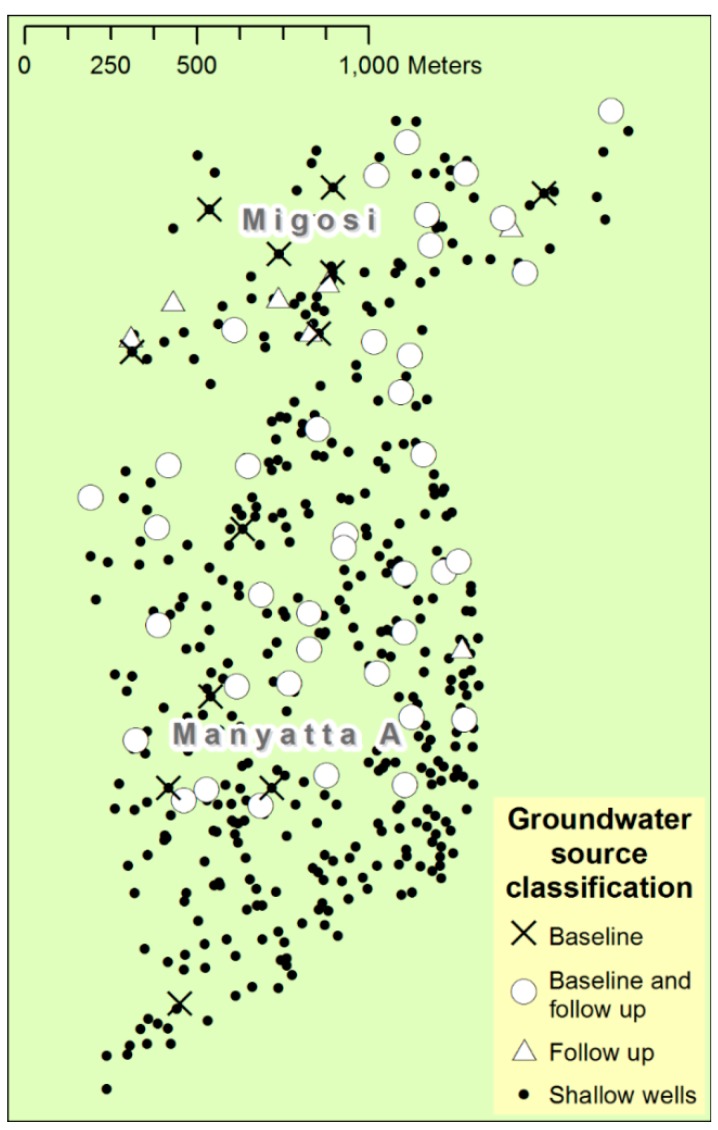 0 250 500 1,000 Meters
Migosi
Manyatta A
Groundwater
source
classification
Baseline
Baseline and
follow up
Follow up
Shallow wells